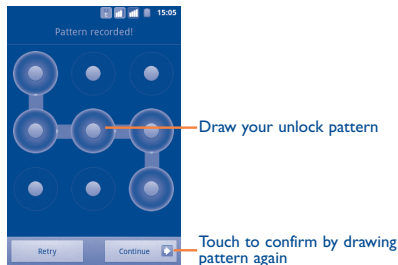 15:05
Pattern recorded!
Draw your unlock pattern
Retry
Continue
Touch to confirm by drawing
pattern again